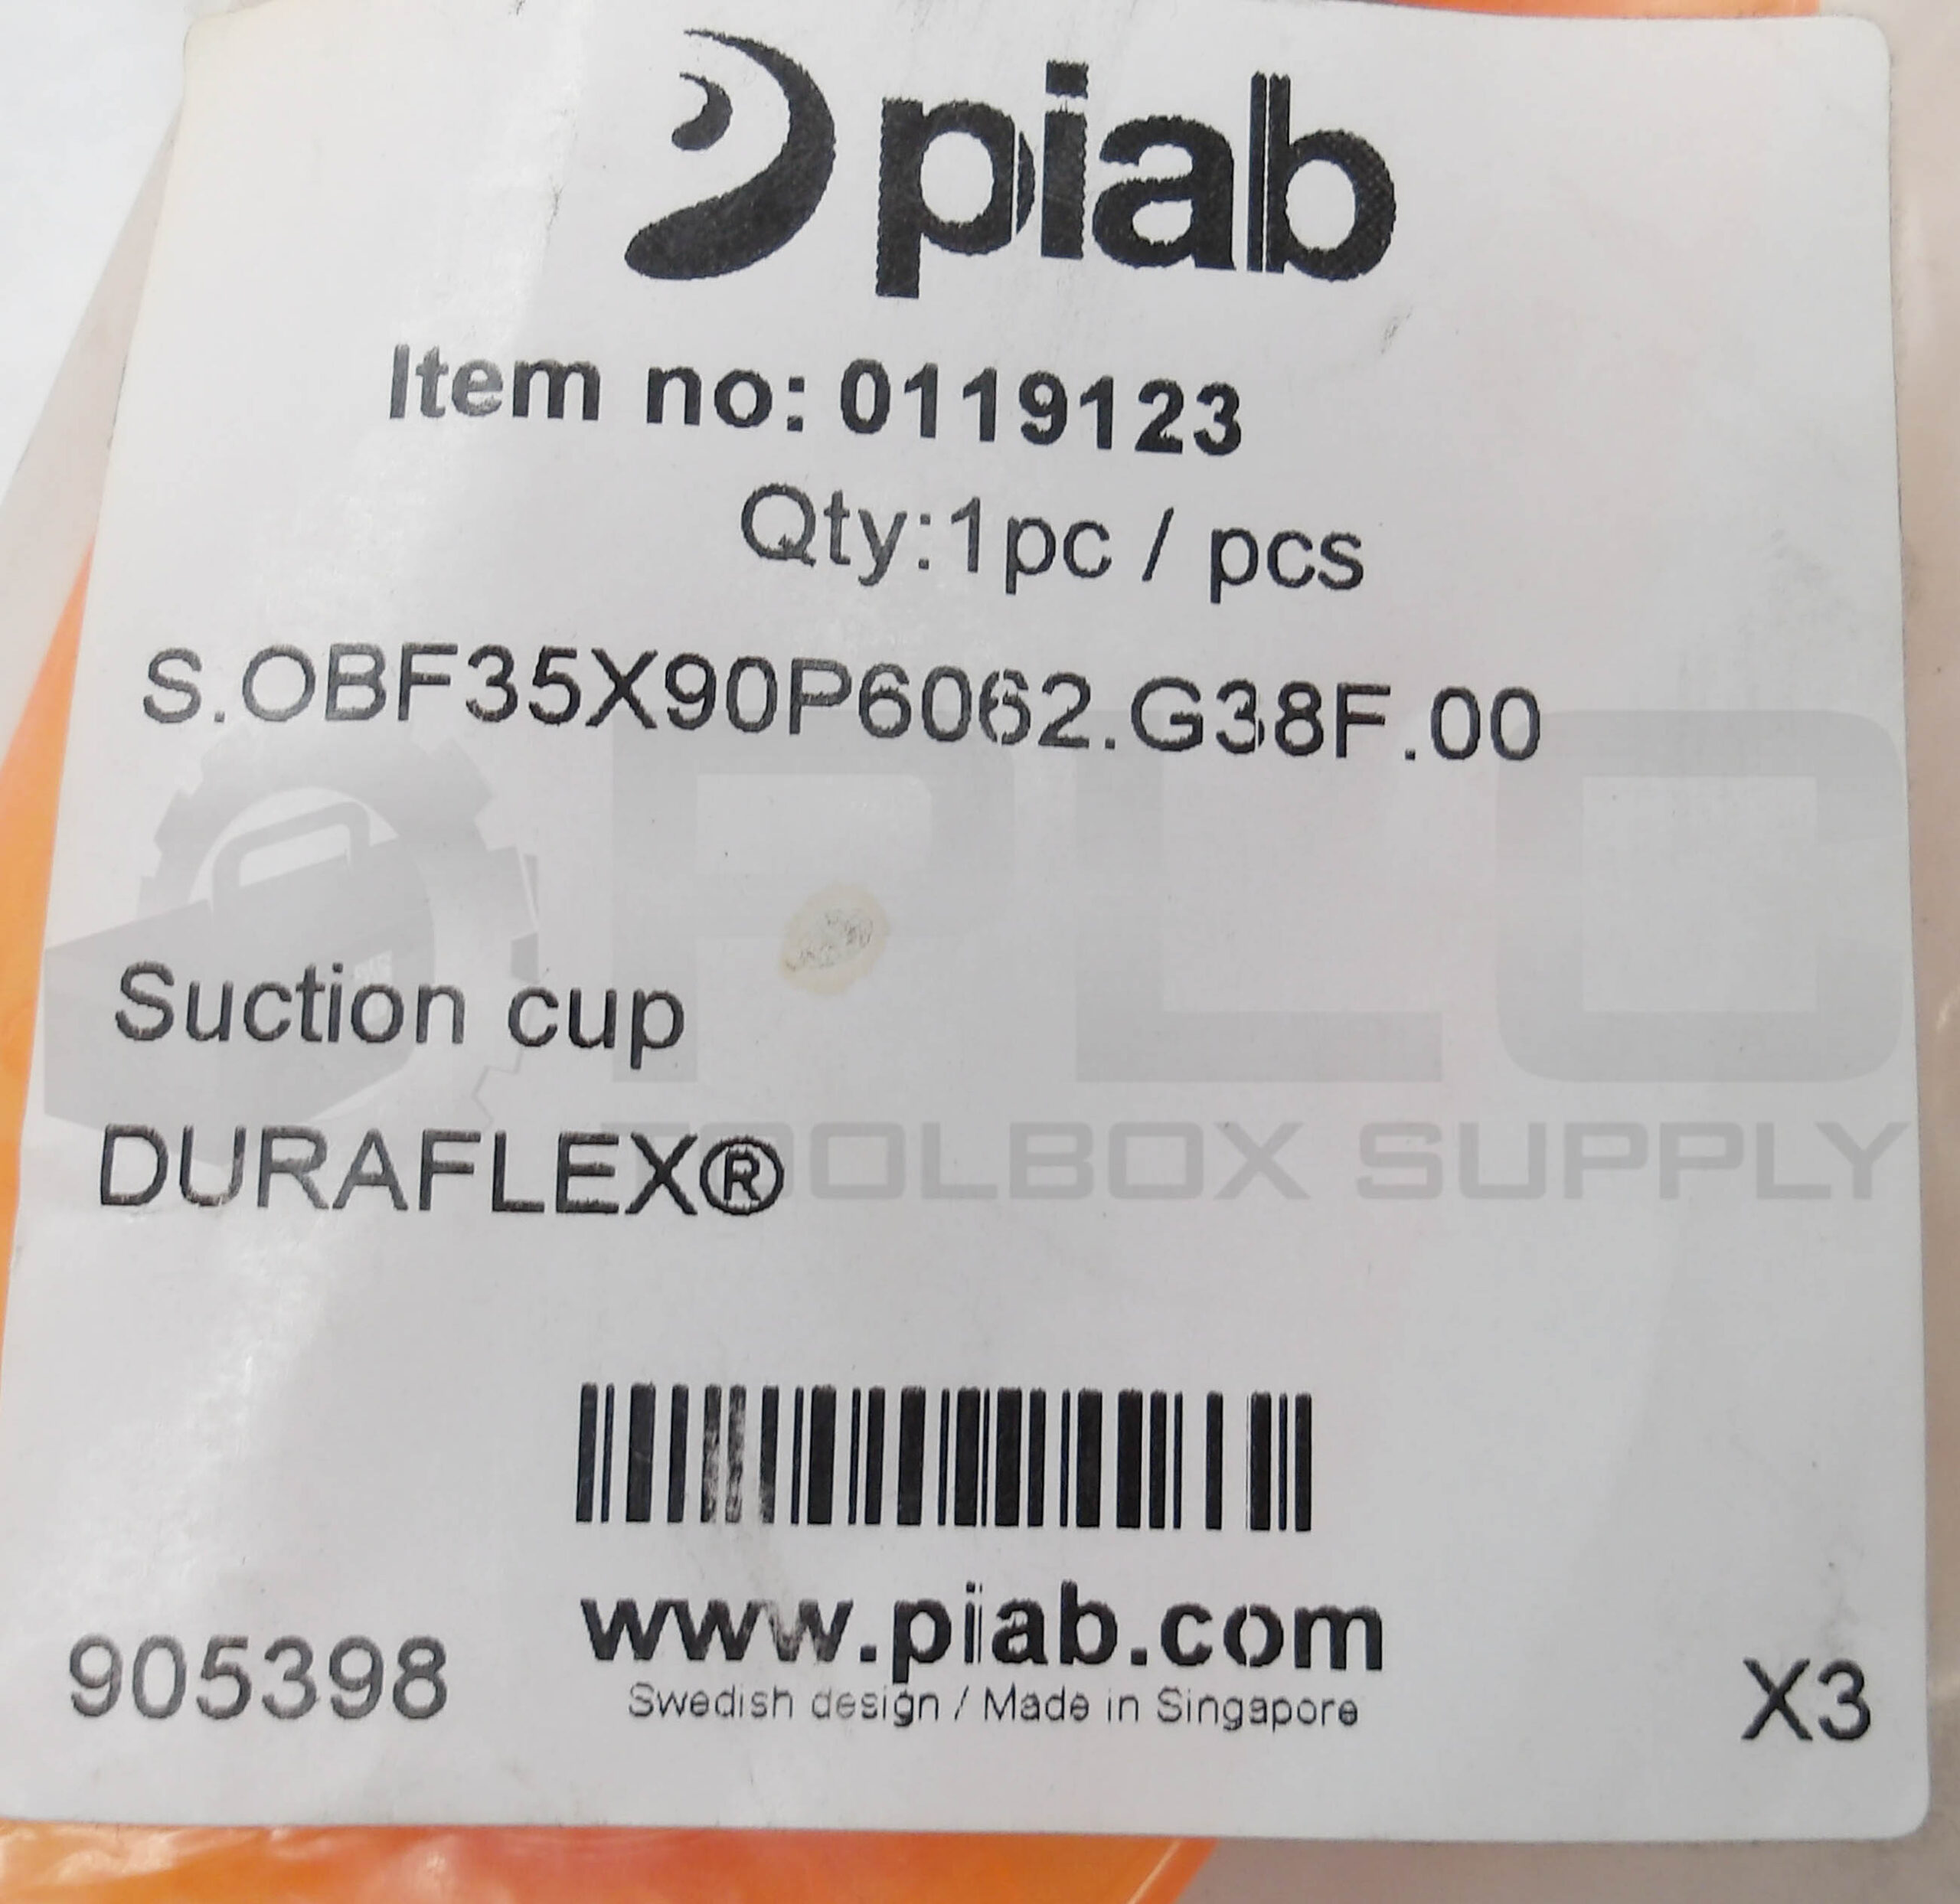 piab
Item no: 0119123
Qty:1pc / pcs
S.OBF35X90P6062.G38F.00
PLC
Suction cup
DURAFLEX®
TOOLBOX SUPPLY
www.piab.com
905398
Swedish design / Made in Singapore
X3